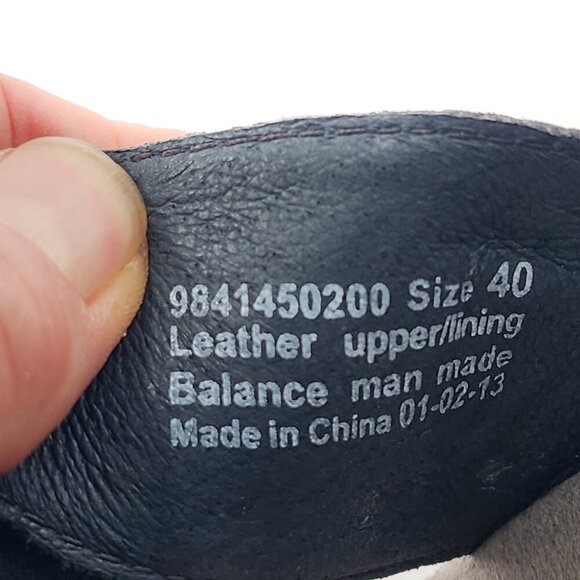 9841450200 Size 40
Leather upper/lining
Balance man made
Made in China 01-02-13